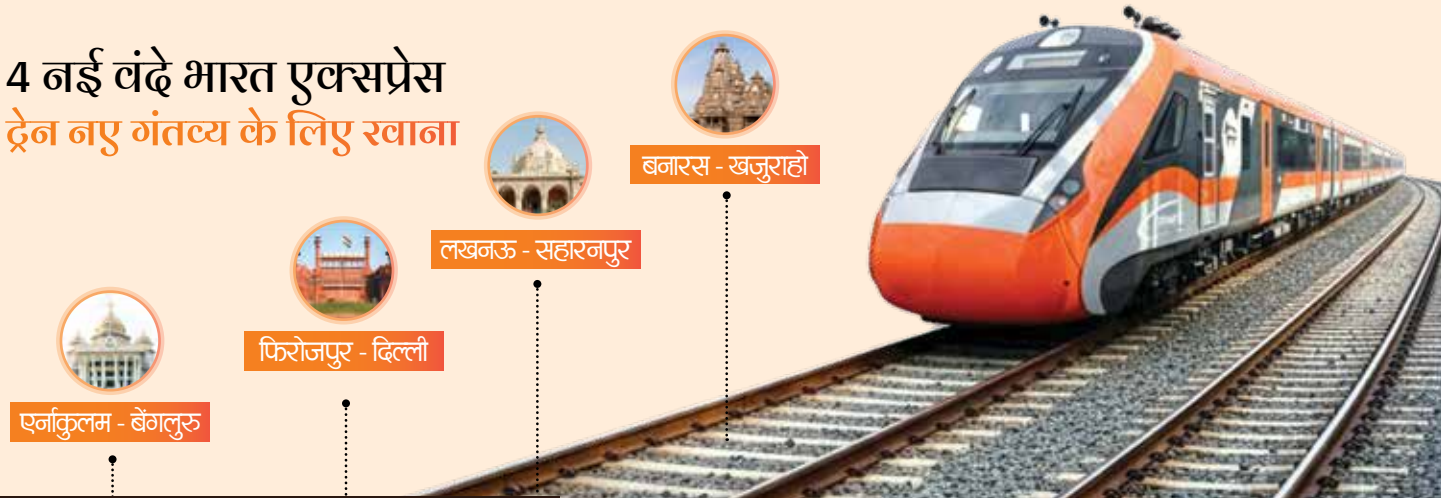 4 नई वंदे भारत एक्सप्रेस
ट्रेन नए गंतव्य के लिए रवाना
बनारस - खजुराहो
लखनऊ - सहारनपुर
फिरोजपुर - दिल्ली
एर्नाकुलम - बेंगलुरु